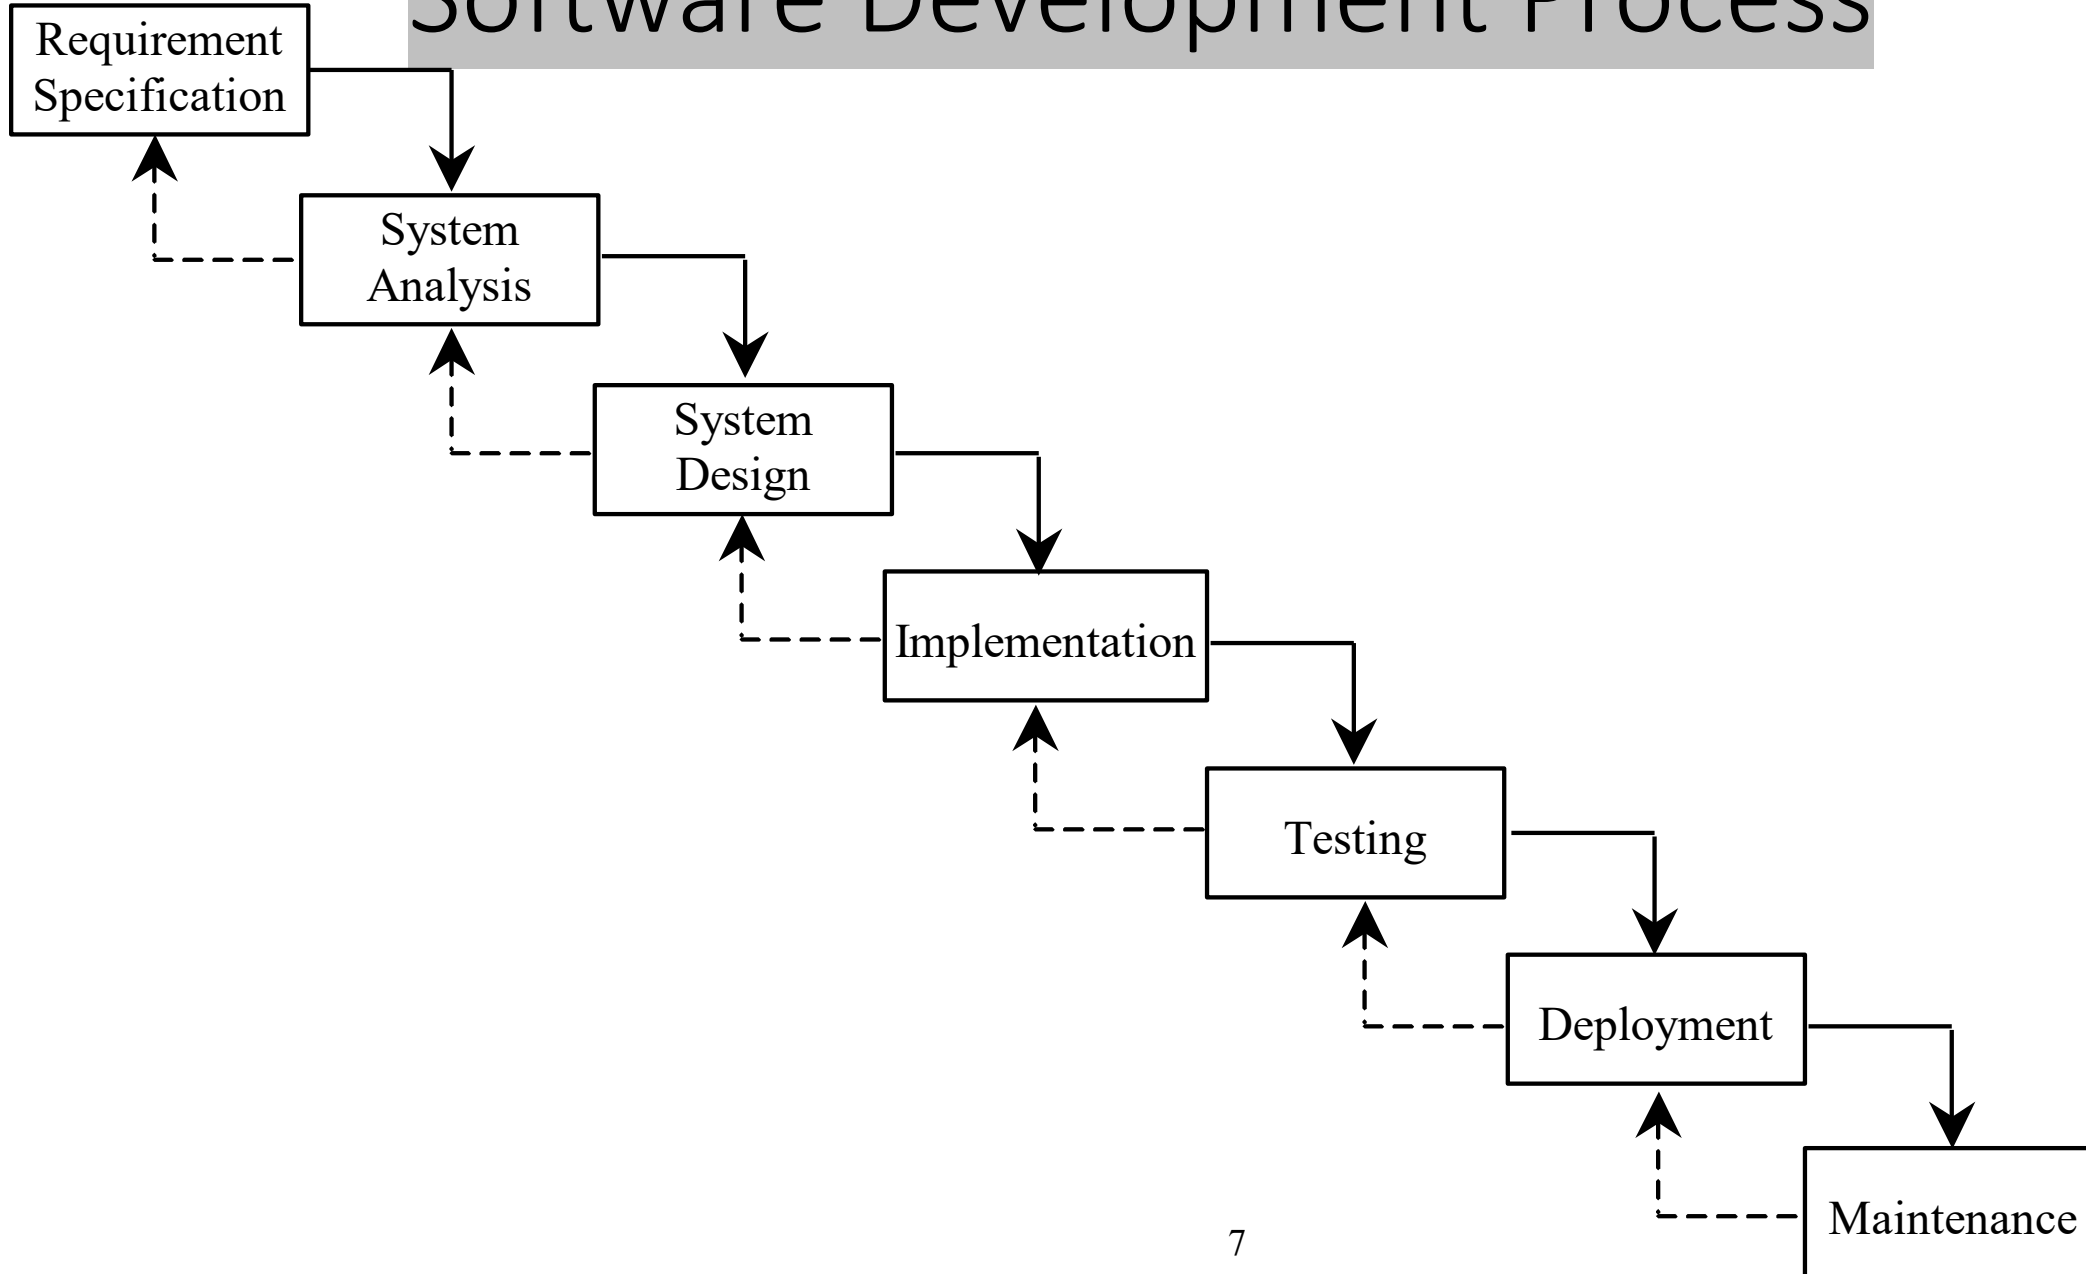 Software Development Process
Requirement
Specification
System
Analysis
System
Design
Implementation
Testing
Deployment
Maintenance
7